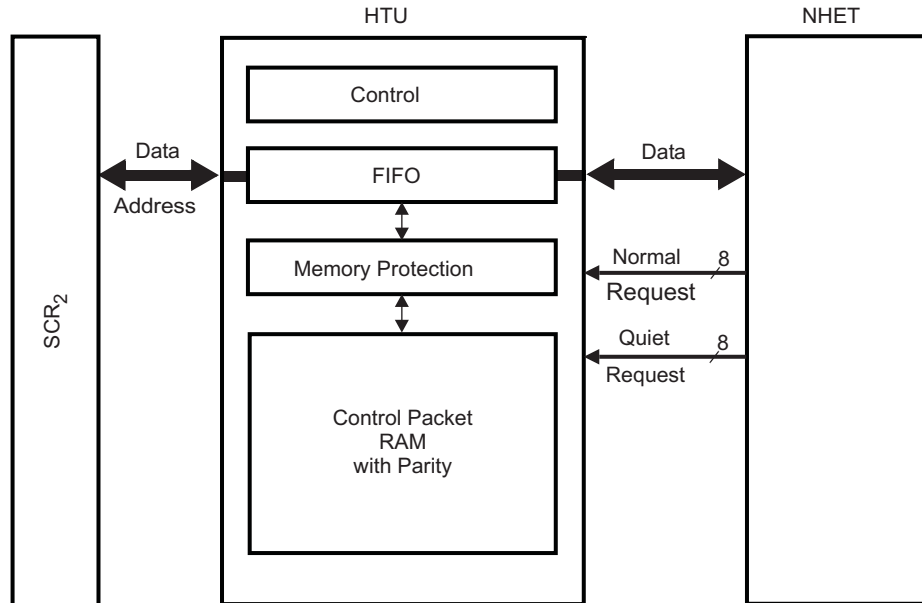 HTU
NHET
Control
Data
Address
FIFO
Data
Memory Protection
Normal 8
Request
Quiet 8
Request
SCR2
Control Packet
RAM
with Parity